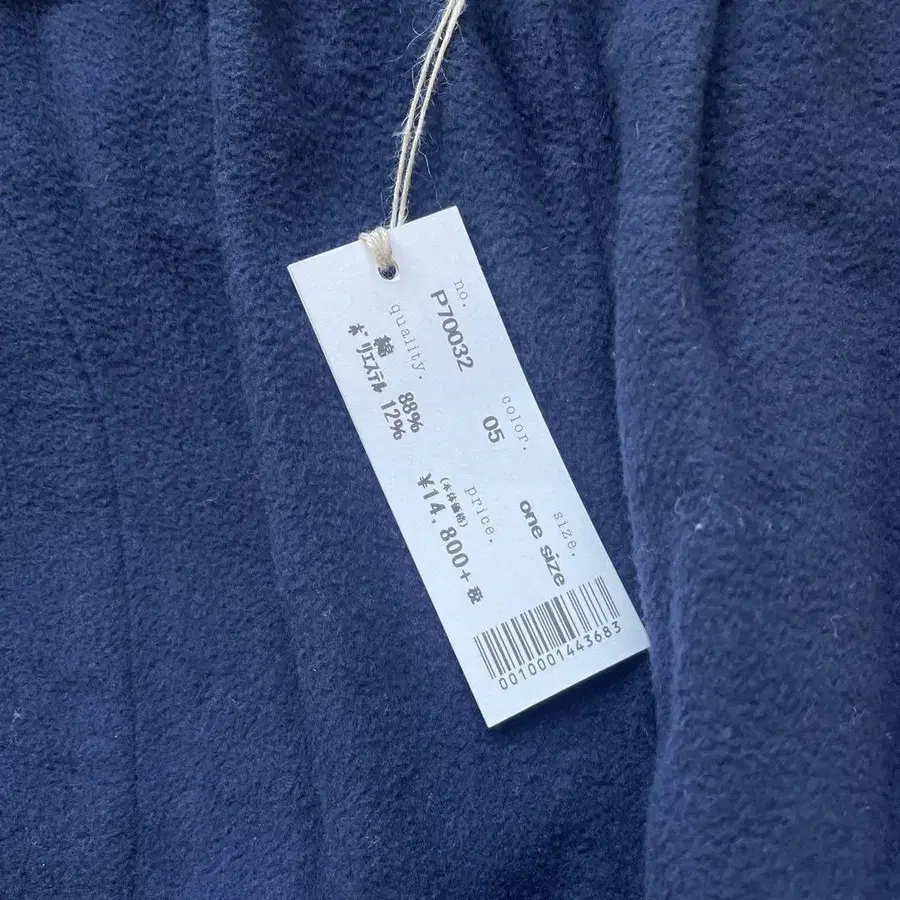 no.
P70032
color.
05
size.
one size
quality.
綿 88%
ポリエステル 12%
price.
(本体価格)
¥14,800+税
0010001443683